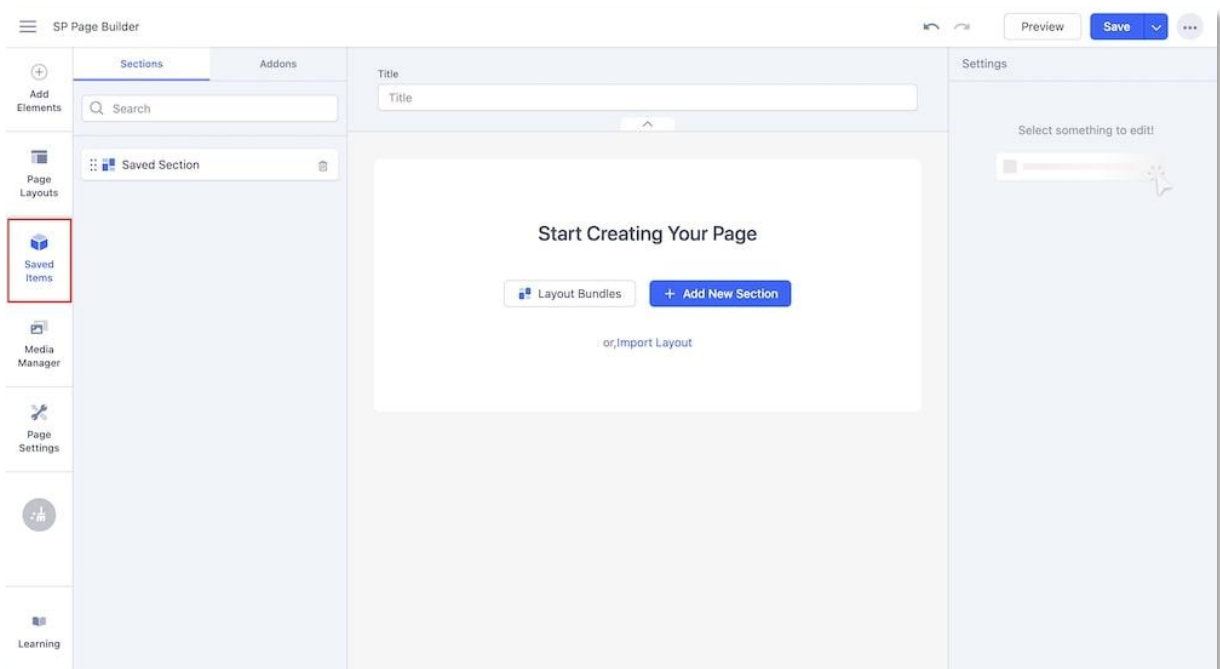 SP Page Builder
Preview
Save
Add
Elements
Page
Layouts
Saved
Items
Media
Manager
Page
Settings
Learning
Sections
Addons
Search
Saved Section
Title
Title
Start Creating Your Page
Layout Bundles
+ Add New Section
or,Import Layout
Settings
Select something to edit!